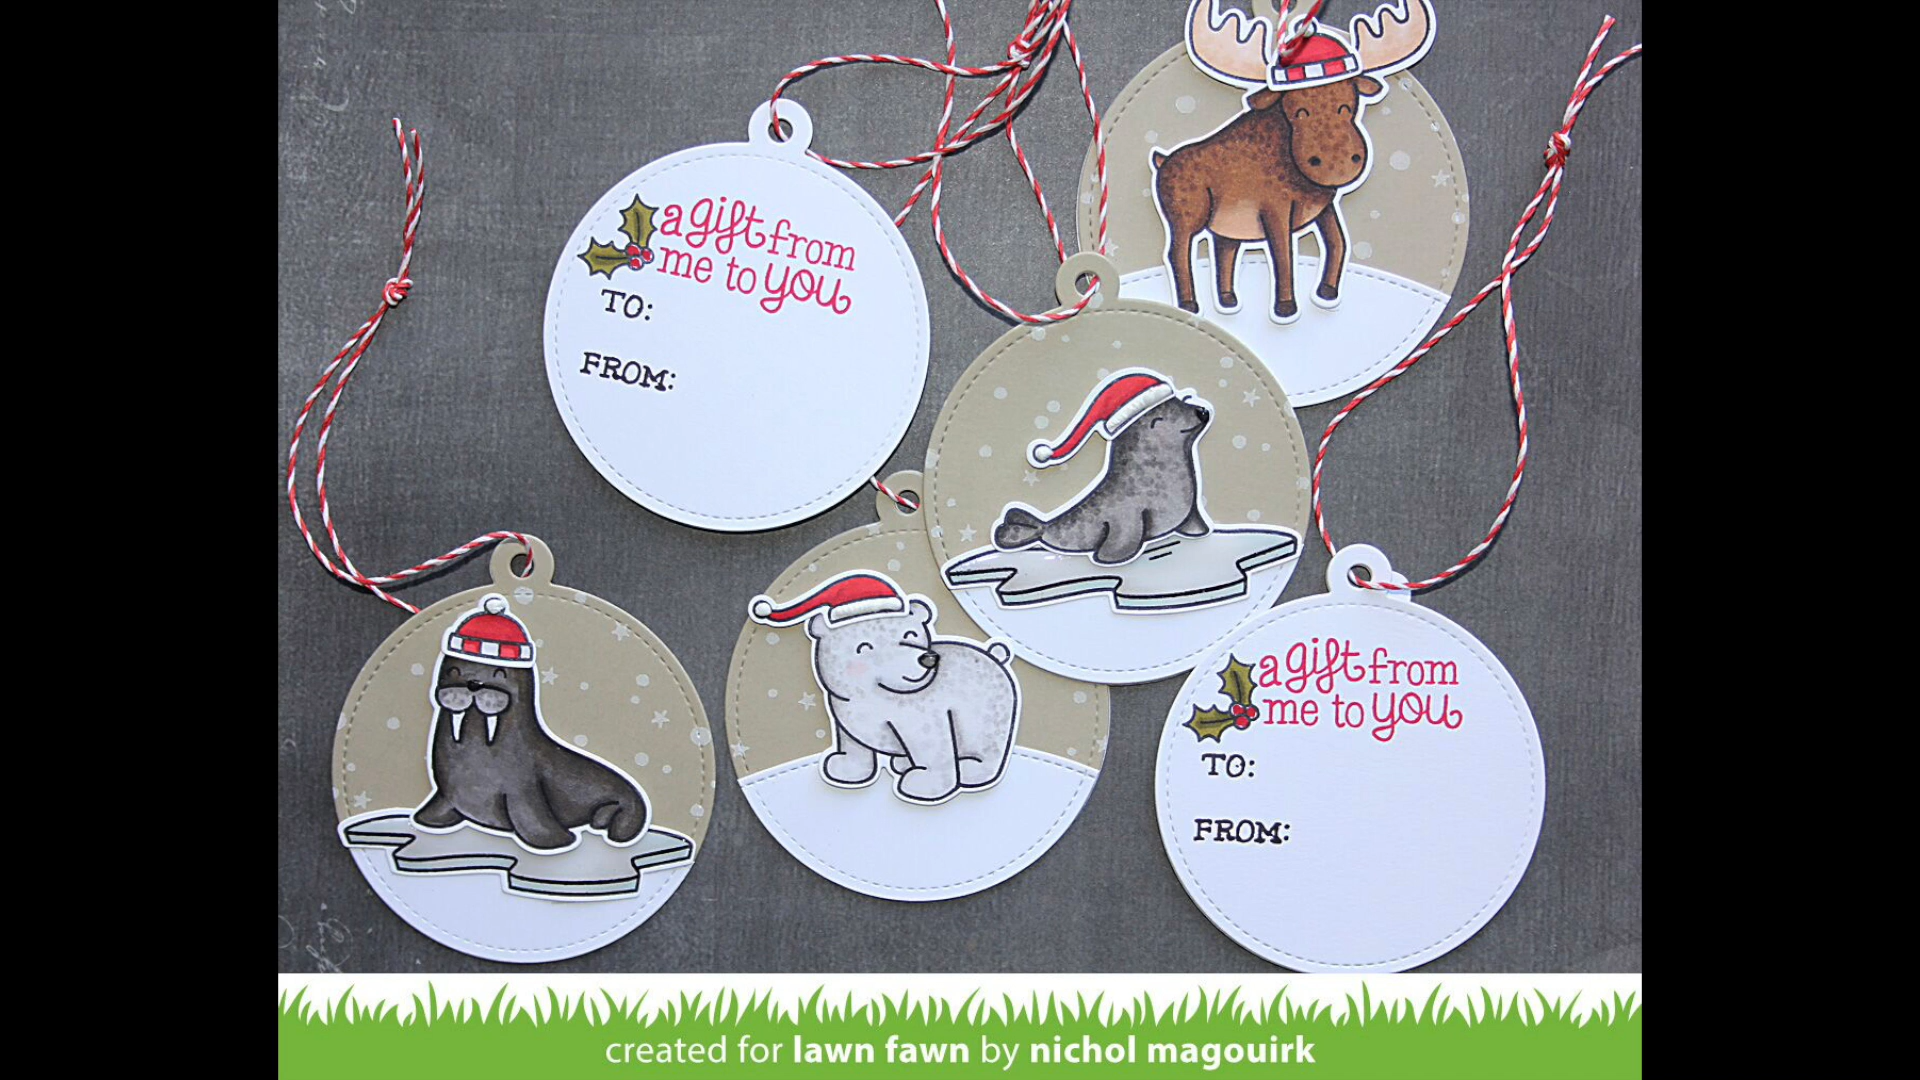 a gift from
me to you
TO:
FROM:
a gift from
me to you
TO:
FROM:
created for lawn fawn by nichol magouirk